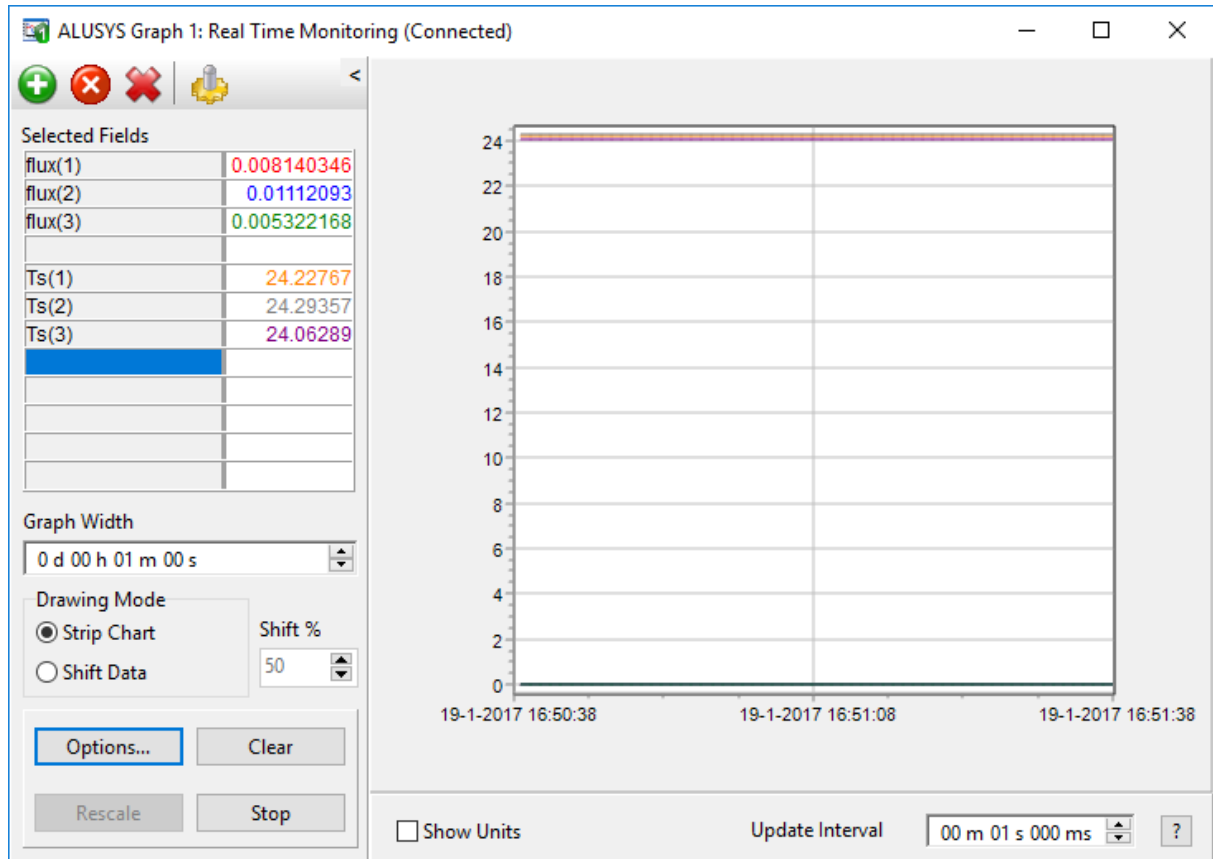 ALUSYS Graph 1: Real Time Monitoring (Connected)
<
Selected Fields
flux(1) 0.008140346
flux(2) 0.01112093
flux(3) 0.005322168
Ts(1) 24.22767
Ts(2) 24.29357
Ts(3) 24.06289
Graph Width
0 d 00 h 01 m 00 s
Drawing Mode
Strip Chart
Shift Data
Shift %
50
Options...
Clear
Rescale
Stop
24
22
20
18
16
14
12
10
8
6
4
2
0
19-1-2017 16:50:38 19-1-2017 16:51:08 19-1-2017 16:51:38
Show Units
Update Interval
00 m 01 s 000 ms
?